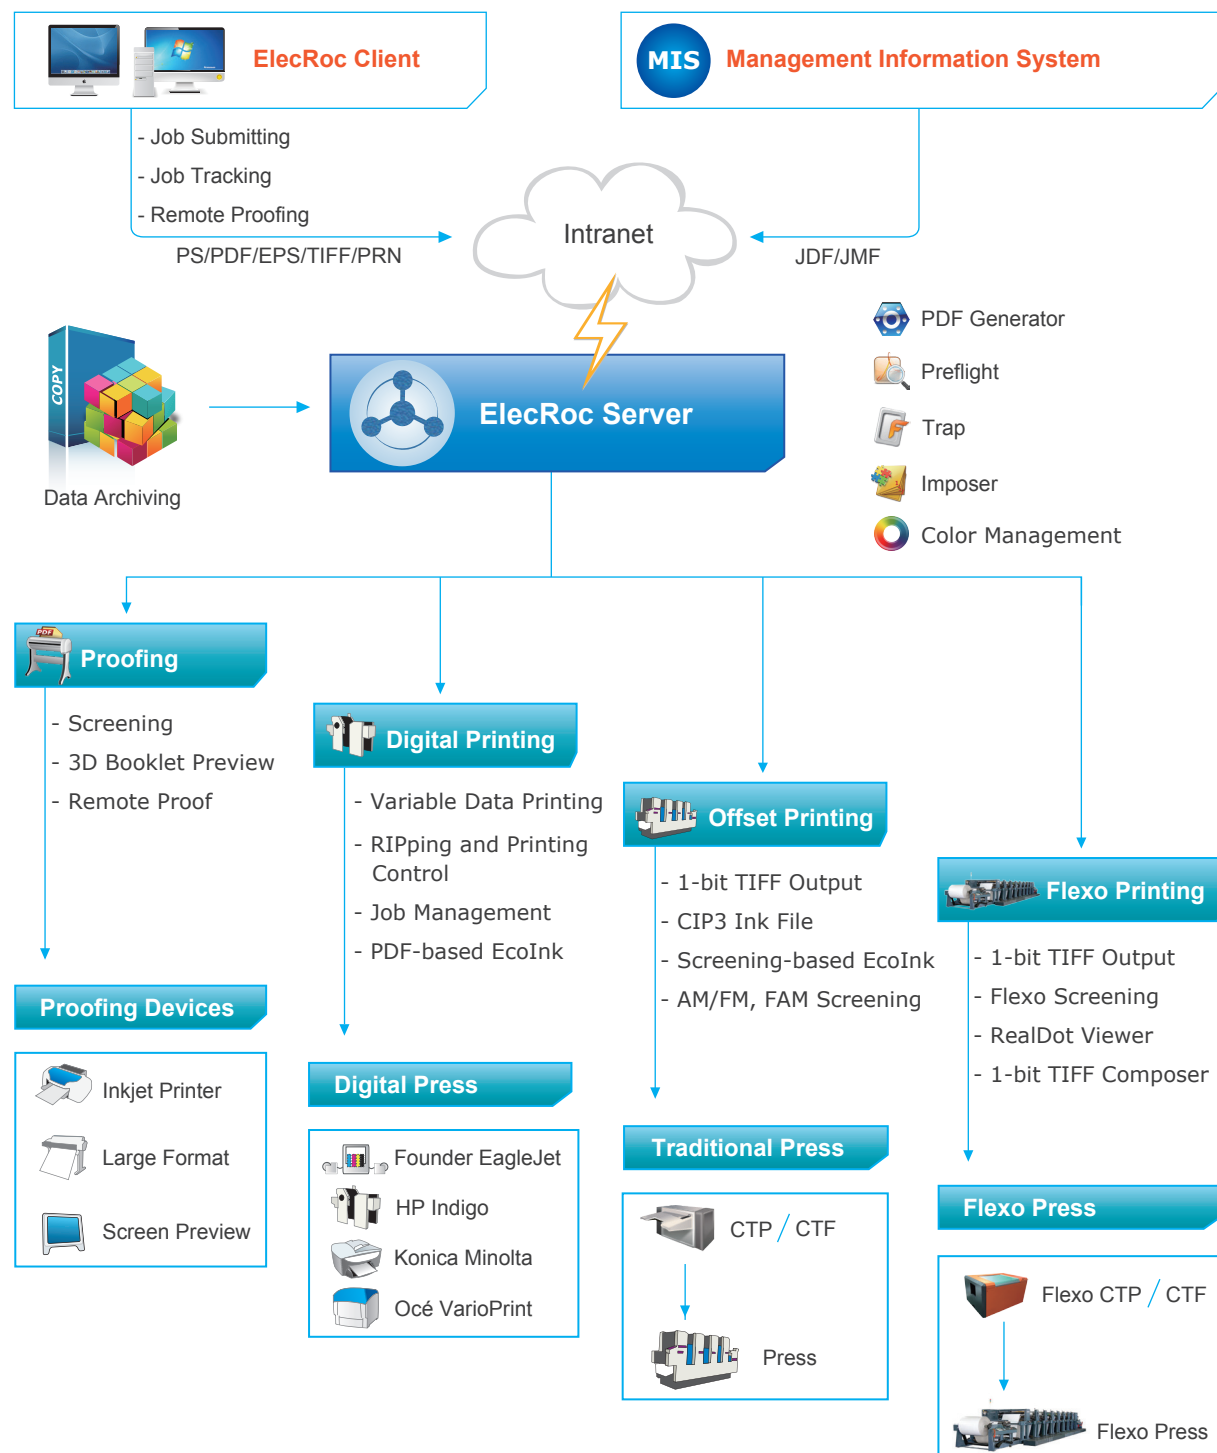 ElecRoc Client
MIS
Management Information System
- Job Submitting
- Job Tracking
- Remote Proofing
PS/PDF/EPS/TIFF/PRN
Intranet
JDF/JMF
COPY
Data Archiving
ElecRoc Server
PDF Generator
Preflight
Trap
Imposer
Color Management
PDF
Proofing
- Screening
- 3D Booklet Preview
- Remote Proof
Proofing Devices
Inkjet Printer
Large Format
Screen Preview
Digital Printing
- Variable Data Printing
- RIPping and Printing
Control
- Job Management
- PDF-based EcoInk
Digital Press
Founder EagleJet
HP Indigo
Konica Minolta
Océ VarioPrint
Offset Printing
- 1-bit TIFF Output
- CIP3 Ink File
- Screening-based EcoInk
- AM/FM, FAM Screening
Traditional Press
CTP / CTF
Press
Flexo Printing
- 1-bit TIFF Output
- Flexo Screening
- RealDot Viewer
- 1-bit TIFF Composer
Flexo Press
Flexo CTP / CTF
Flexo Press